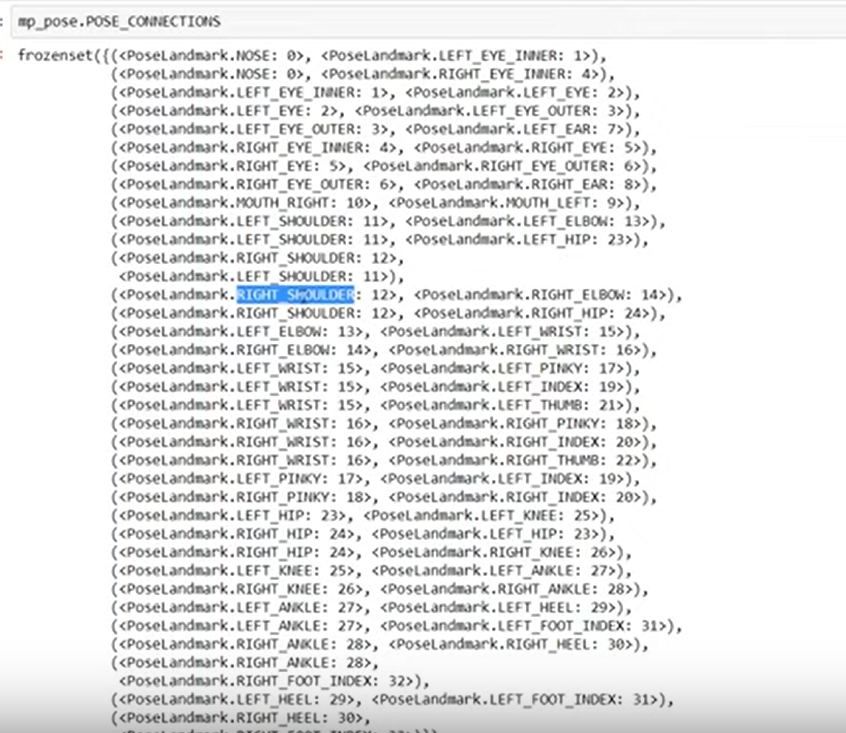 mp_pose.POSE_CONNECTIONS
frozenset({(<PoseLandmark.NOSE: 0>, <PoseLandmark.LEFT_EYE_INNER: 1>),
(<PoseLandmark.NOSE: 0>, <PoseLandmark.RIGHT_EYE_INNER: 4>),
(<PoseLandmark.LEFT_EYE_INNER: 1>, <PoseLandmark.LEFT_EYE: 2>),
(<PoseLandmark.LEFT_EYE: 2>, <PoseLandmark.LEFT_EYE_OUTER: 3>),
(<PoseLandmark.LEFT_EYE_OUTER: 3>, <PoseLandmark.LEFT_EAR: 7>),
(<PoseLandmark.RIGHT_EYE_INNER: 4>, <PoseLandmark.RIGHT_EYE: 5>),
(<PoseLandmark.RIGHT_EYE: 5>, <PoseLandmark.RIGHT_EYE_OUTER: 6>),
(<PoseLandmark.RIGHT_EYE_OUTER: 6>, <PoseLandmark.RIGHT_EAR: 8>),
(<PoseLandmark.MOUTH_RIGHT: 10>, <PoseLandmark.MOUTH_LEFT: 9>),
(<PoseLandmark.LEFT_SHOULDER: 11>, <PoseLandmark.LEFT_ELBOW: 13>),
(<PoseLandmark.LEFT_SHOULDER: 11>, <PoseLandmark.LEFT_HIP: 23>),
(<PoseLandmark.RIGHT_SHOULDER: 12>,
<PoseLandmark.LEFT_SHOULDER: 11>),
(<PoseLandmark.RIGHT_SHOULDER: 12>, <PoseLandmark.RIGHT_ELBOW: 14>),
(<PoseLandmark.RIGHT_SHOULDER: 12>, <PoseLandmark.RIGHT_HIP: 24>),
(<PoseLandmark.LEFT_ELBOW: 13>, <PoseLandmark.LEFT_WRIST: 15>),
(<PoseLandmark.RIGHT_ELBOW: 14>, <PoseLandmark.RIGHT_WRIST: 16>),
(<PoseLandmark.LEFT_WRIST: 15>, <PoseLandmark.LEFT_PINKY: 17>),
(<PoseLandmark.LEFT_WRIST: 15>, <PoseLandmark.LEFT_INDEX: 19>),
(<PoseLandmark.LEFT_WRIST: 15>, <PoseLandmark.LEFT_THUMB: 21>),
(<PoseLandmark.RIGHT_WRIST: 16>, <PoseLandmark.RIGHT_PINKY: 18>),
(<PoseLandmark.RIGHT_WRIST: 16>, <PoseLandmark.RIGHT_INDEX: 20>),
(<PoseLandmark.RIGHT_WRIST: 16>, <PoseLandmark.RIGHT_THUMB: 22>),
(<PoseLandmark.LEFT_PINKY: 17>, <PoseLandmark.LEFT_INDEX: 19>),
(<PoseLandmark.RIGHT_PINKY: 18>, <PoseLandmark.RIGHT_INDEX: 20>),
(<PoseLandmark.LEFT_HIP: 23>, <PoseLandmark.LEFT_KNEE: 25>),
(<PoseLandmark.RIGHT_HIP: 24>, <PoseLandmark.LEFT_HIP: 23>),
(<PoseLandmark.RIGHT_HIP: 24>, <PoseLandmark.RIGHT_KNEE: 26>),
(<PoseLandmark.LEFT_KNEE: 25>, <PoseLandmark.LEFT_ANKLE: 27>),
(<PoseLandmark.RIGHT_KNEE: 26>, <PoseLandmark.RIGHT_ANKLE: 28>),
(<PoseLandmark.LEFT_ANKLE: 27>, <PoseLandmark.LEFT_HEEL: 29>),
(<PoseLandmark.LEFT_ANKLE: 27>, <PoseLandmark.LEFT_FOOT_INDEX: 31>),
(<PoseLandmark.RIGHT_ANKLE: 28>, <PoseLandmark.RIGHT_HEEL: 30>),
(<PoseLandmark.RIGHT_ANKLE: 28>,
<PoseLandmark.RIGHT_FOOT_INDEX: 32>),
(<PoseLandmark.LEFT_HEEL: 29>, <PoseLandmark.LEFT_FOOT_INDEX: 31>),
(<PoseLandmark.RIGHT_HEEL: 30>,